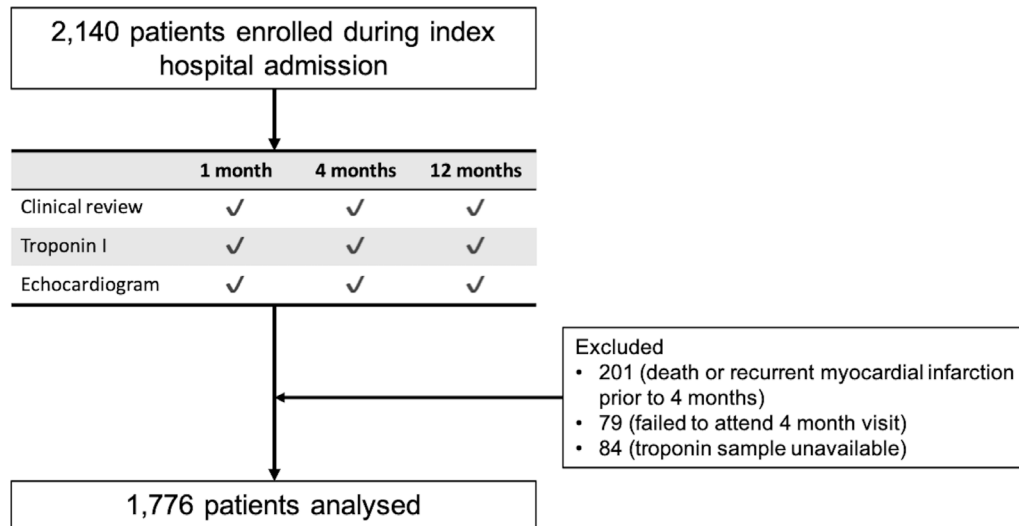 2,140 patients enrolled during index
hospital admission
1 month 4 months 12 months
Clinical review ✓ ✓ ✓
Troponin I ✓ ✓ ✓
Echocardiogram ✓ ✓ ✓
Excluded
• 201 (death or recurrent myocardial infarction
prior to 4 months)
• 79 (failed to attend 4 month visit)
• 84 (troponin sample unavailable)
1,776 patients analysed